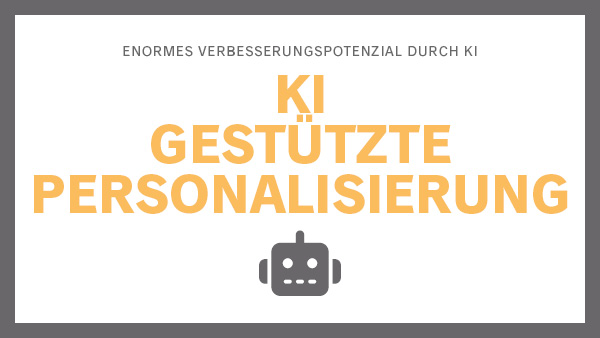 ENORMES VERBESSERUNGSPOTENZIAL DURCH KI
KI
GESTÜTZTE
PERSONALISIERUNG